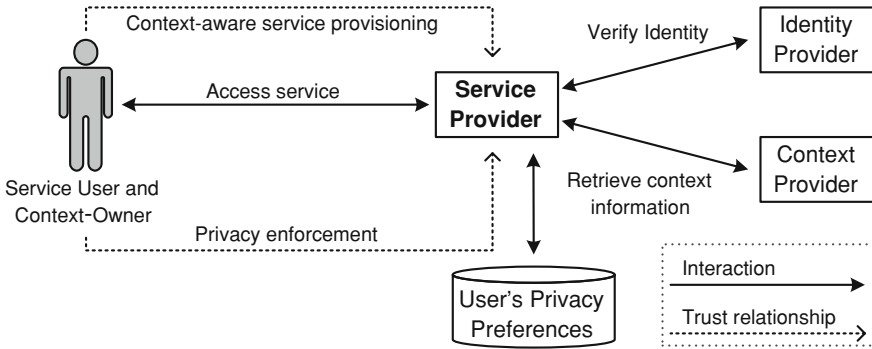 Context-aware service provisioning
Verify Identity
Identity
Provider
Access service
Service
Provider
Service User and
Context-Owner
Retrieve context
information
Context
Provider
Privacy enforcement
User's Privacy
Preferences
Interaction
Trust relationship